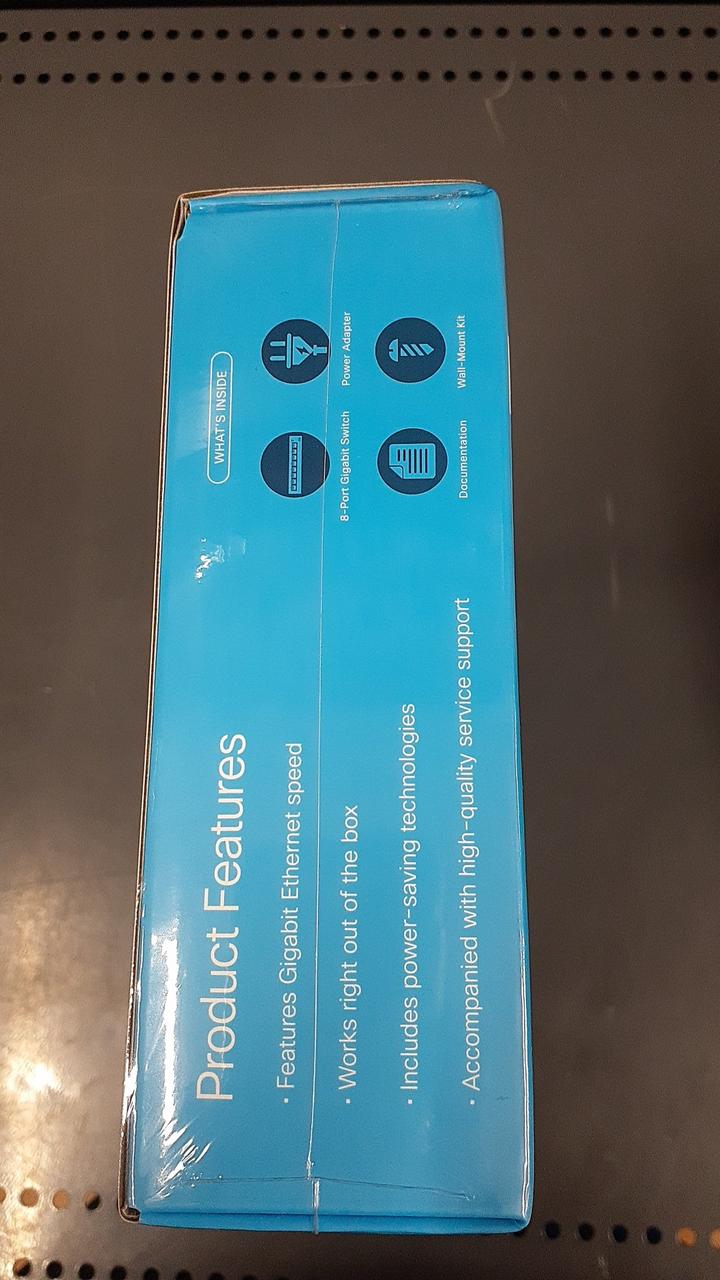 Product Features
· Features Gigabit Ethernet speed
· Works right out of the box
· Includes power-saving technologies
· Accompanied with high-quality service support
WHAT'S INSIDE
8-Port Gigabit Switch
Power Adapter
Documentation
Wall-Mount Kit